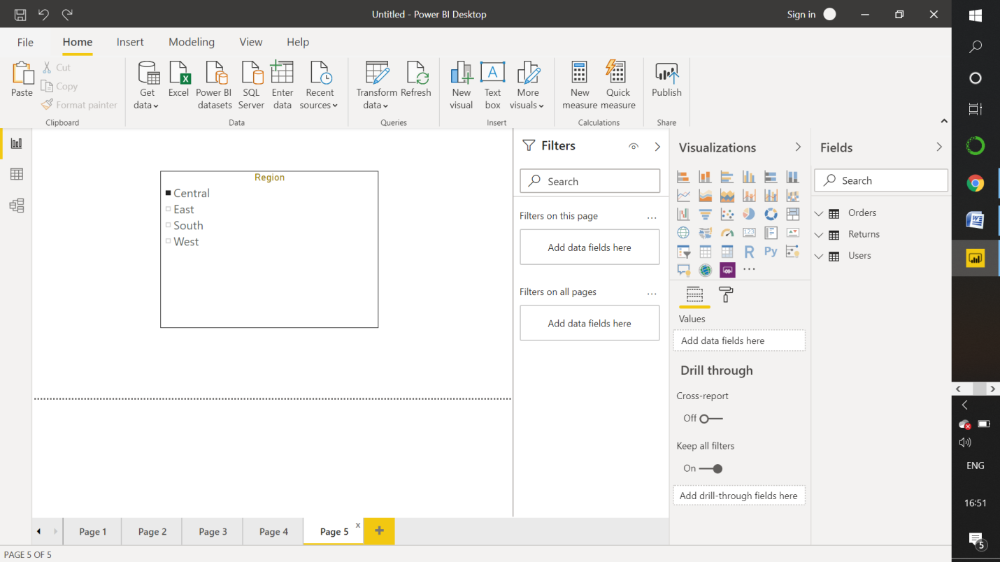 Untitled - Power BI Desktop
Sign in
File Home Insert Modeling View Help
Paste
Cut
Copy
Format painter
Clipboard
Get data
Excel
Power BI datasets
SQL Server
Enter data
Recent sources
Data
Transform data
Refresh
Queries
New visual
Text box
More visuals
Insert
New measure
Quick measure
Calculations
Publish
Share
Region
Central
East
South
West
Filters
Search
Filters on this page ...
Add data fields here
Filters on all pages ...
Add data fields here
Visualizations
123
R Py
...
Values
Add data fields here
Drill through
Cross-report
Off
Keep all filters
On
Add drill-through fields here
Fields
Search
Orders
Returns
Users
Page 1 Page 2 Page 3 Page 4 Page 5 x +
PAGE 5 OF 5
ENG
16:51
5